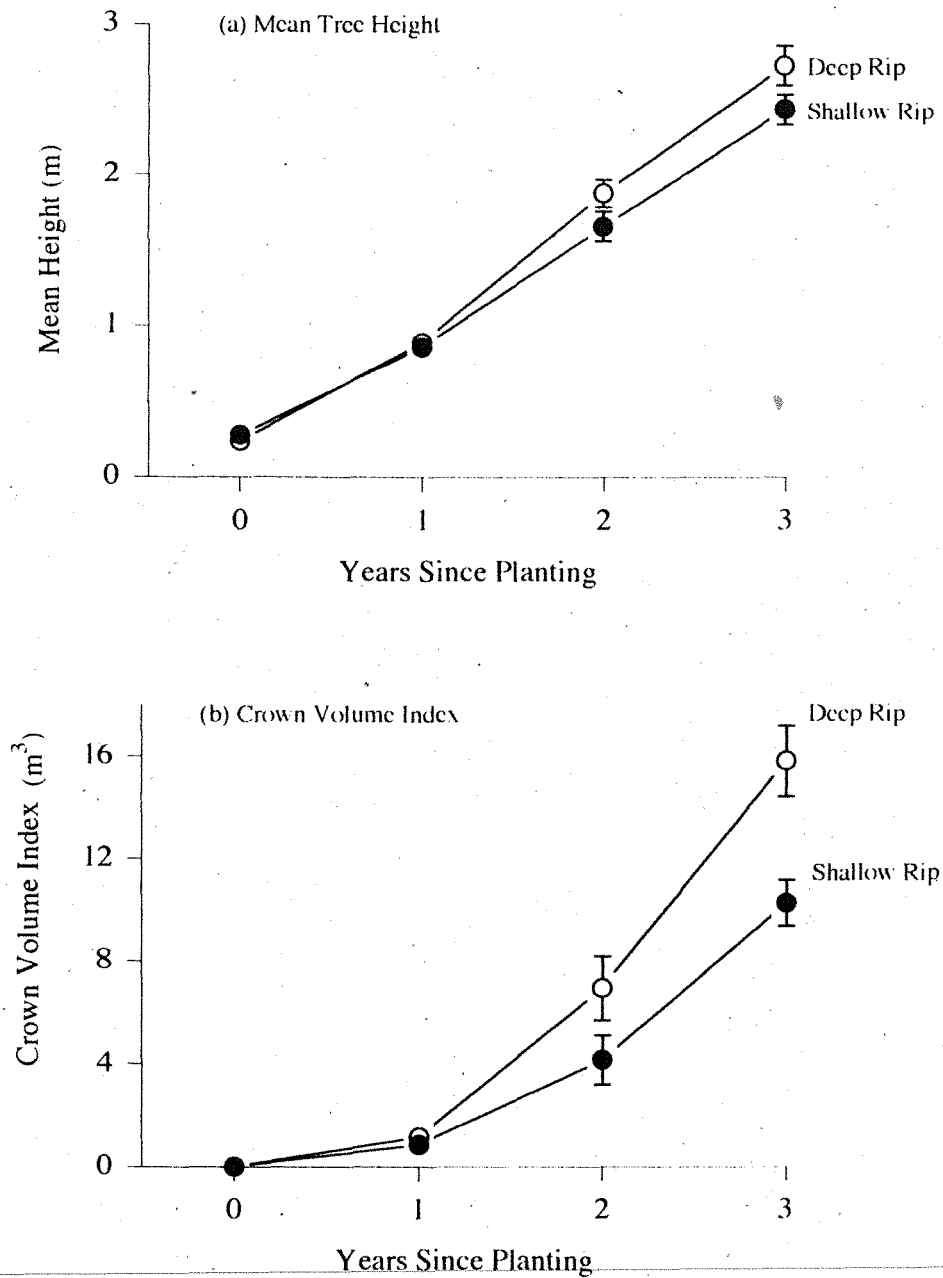 (a) Mean Tree Height
3
Deep Rip
Shallow Rip
2
1
0
Mean Height (m)
0 1 2 3
Years Since Planting
(b) Crown Volume Index
Deep Rip
16
12
Shallow Rip
8
4
0
Crown Volume Index (m³)
0 1 2 3
Years Since Planting